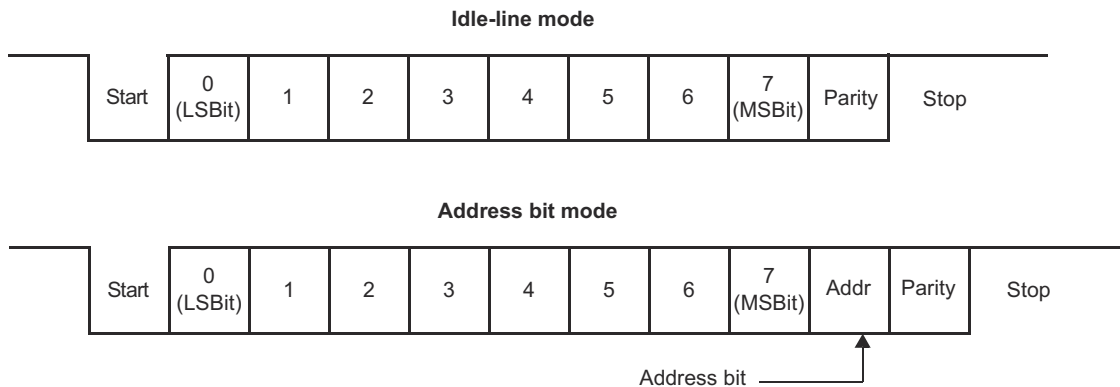 Idle-line mode
Start 0 (LSBit) 1 2 3 4 5 6 7 (MSBit) Parity Stop
Address bit mode
Start 0 (LSBit) 1 2 3 4 5 6 7 (MSBit) Addr Parity Stop
Address bit